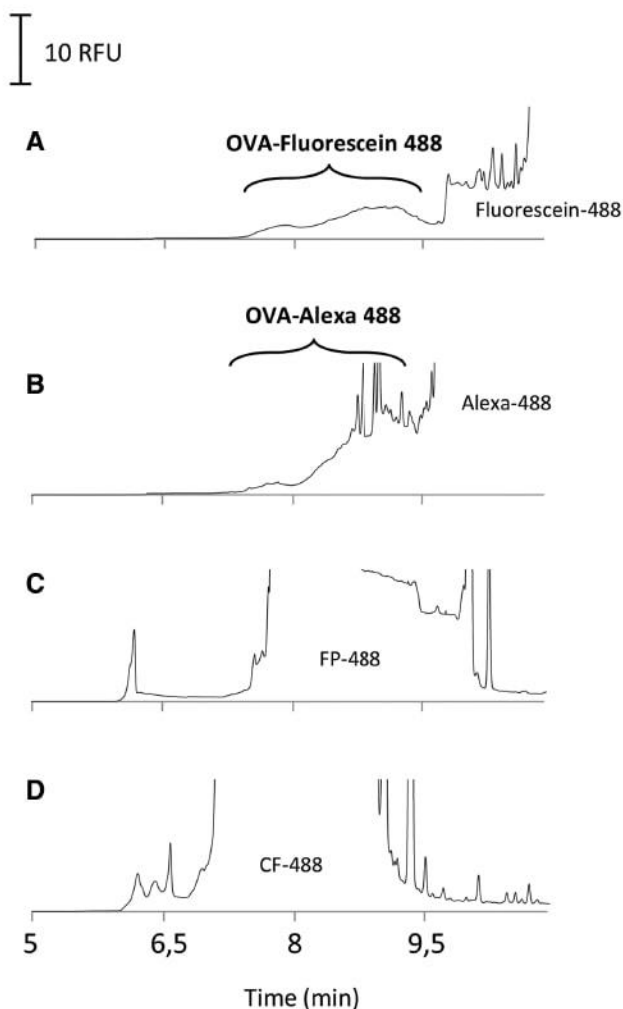 10 RFU
A
OVA-Fluorescein 488
Fluorescein-488
OVA-Alexa 488
B
Alexa-488
C
FP-488
D
CF-488
5 6,5 8 9,5
Time (min)